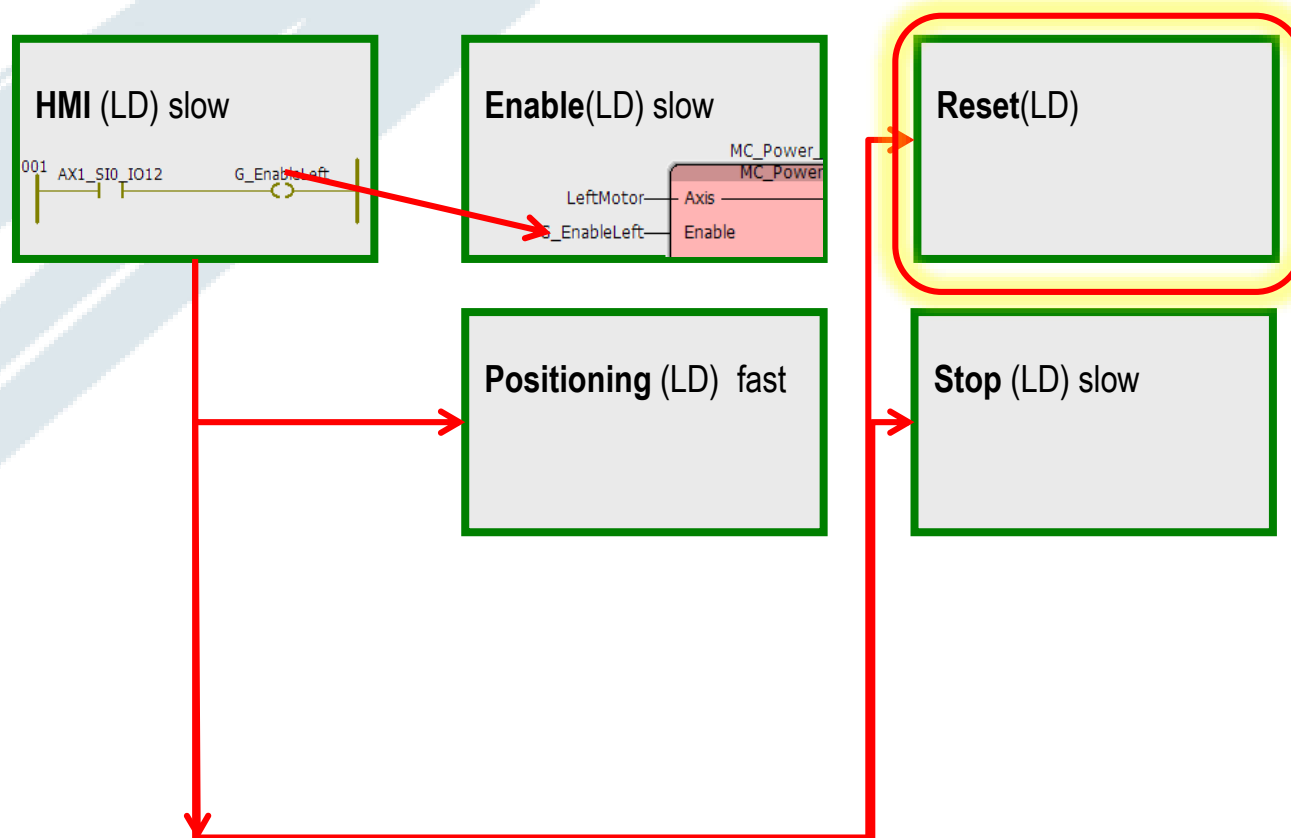 HMI (LD) slow
001 AX1_SI0_IO12 G_EnableLeft
Enable(LD) slow
MC_Power_
MC_Power
LeftMotor Axis
G_EnableLeft Enable
Reset(LD)
Positioning (LD) fast
Stop (LD) slow